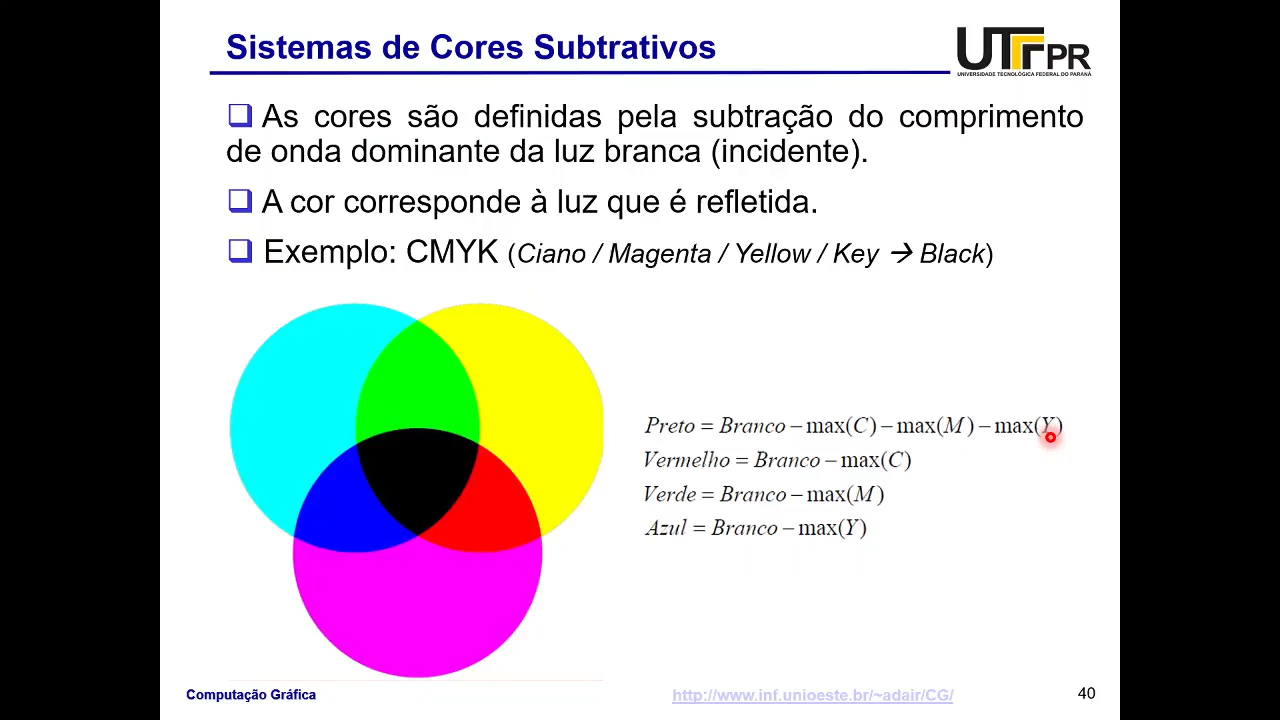 Sistemas de Cores Subtrativos
UTFPR
UNIVERSIDADE TECNOLÓGICA FEDERAL DO PARANÁ
❑ As cores são definidas pela subtração do comprimento
de onda dominante da luz branca (incidente).
❑ A cor corresponde à luz que é refletida.
❑ Exemplo: CMYK (Ciano / Magenta / Yellow / Key → Black)
Preto = Branco − max(C) − max(M) − max(Y)
Vermelho = Branco − max(C)
Verde = Branco − max(M)
Azul = Branco − max(Y)
Computação Gráfica
http://www.inf.unioeste.br/~adair/CG/
40